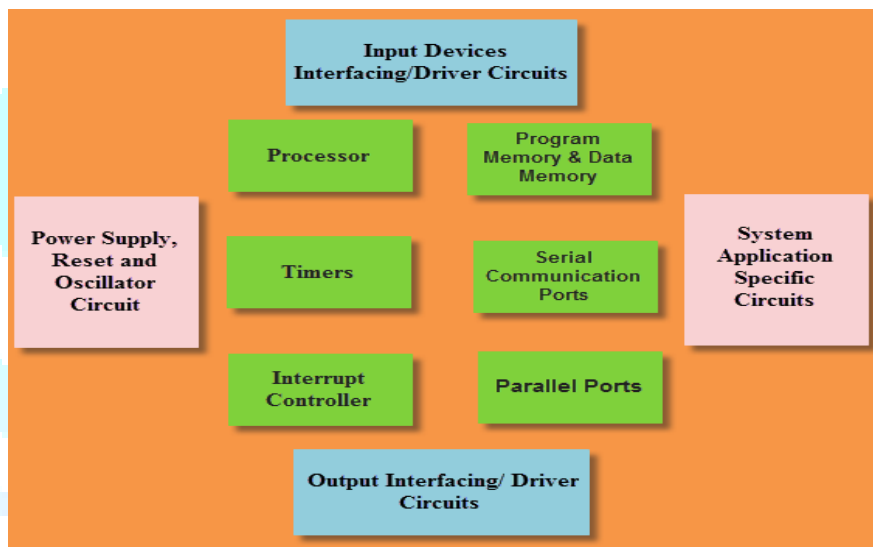 Input Devices
Interfacing/Driver Circuits
Processor
Program
Memory & Data
Memory
Power Supply,
Reset and
Oscillator
Circuit
Timers
Serial
Communication
Ports
System
Application
Specific
Circuits
Interrupt
Controller
Parallel Ports
Output Interfacing/ Driver
Circuits